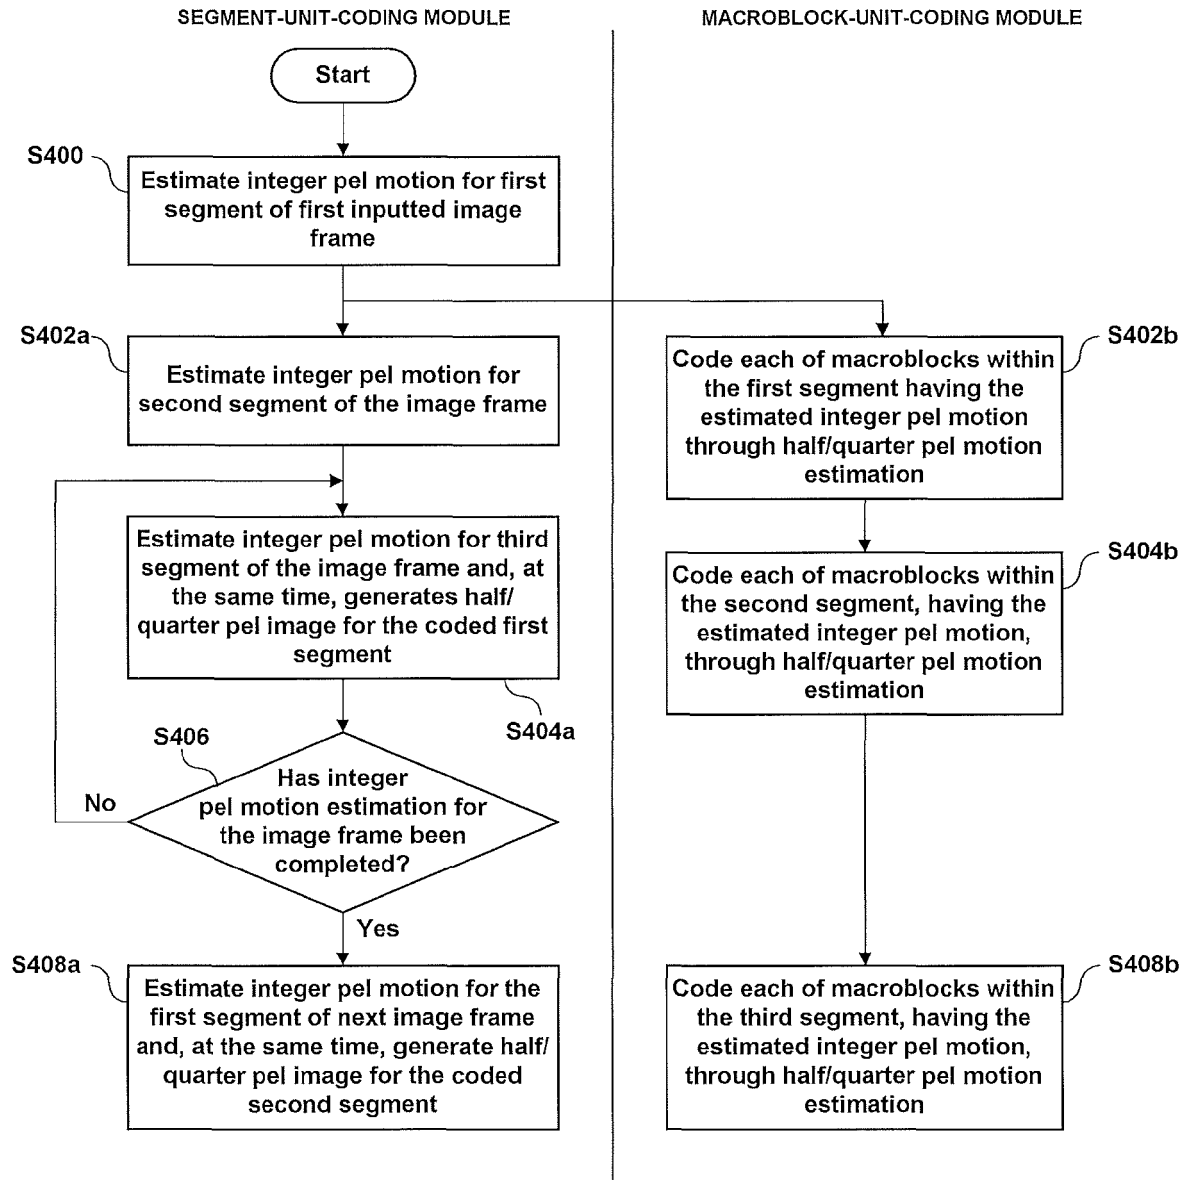 SEGMENT-UNIT-CODING MODULE
MACROBLOCK-UNIT-CODING MODULE
Start
S400
Estimate integer pel motion for first
segment of first inputted image
frame
S402a
Estimate integer pel motion for
second segment of the image frame
S402b
Code each of macroblocks within
the first segment having the
estimated integer pel motion
through half/quarter pel motion
estimation
Estimate integer pel motion for third
segment of the image frame and, at
the same time, generates half/
quarter pel image for the coded first
segment
S404a
S404b
Code each of macroblocks within
the second segment, having the
estimated integer pel motion,
through half/quarter pel motion
estimation
S406
Has integer
pel motion estimation for
the image frame been
completed?
No
Yes
S408a
Estimate integer pel motion for the
first segment of next image frame
and, at the same time, generate half/
quarter pel image for the coded
second segment
S408b
Code each of macroblocks within
the third segment, having the
estimated integer pel motion,
through half/quarter pel motion
estimation